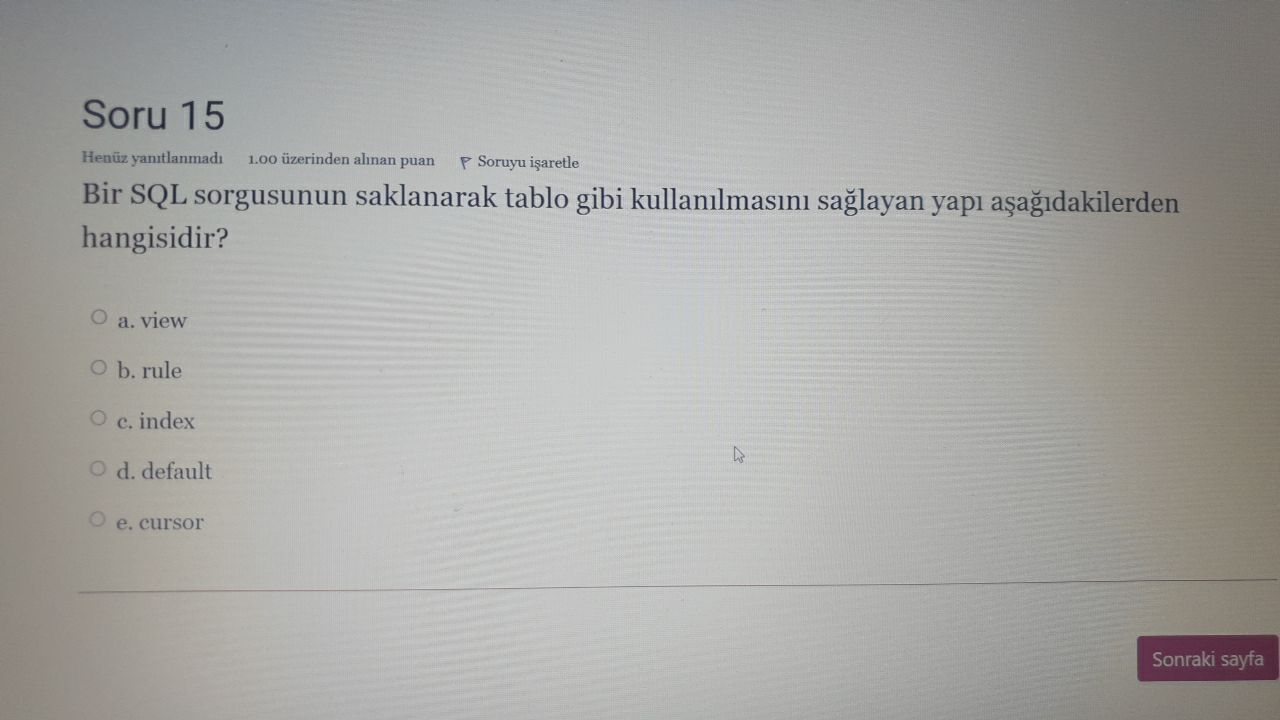 Soru 15
Henüz yanıtlanmadı 1.00 üzerinden alınan puan Soruyu işaretle
Bir SQL sorgusunun saklanarak tablo gibi kullanılmasını sağlayan yapı aşağıdakilerden
hangisidir?
a. view
b. rule
c. index
d. default
e. cursor
Sonraki sayfa